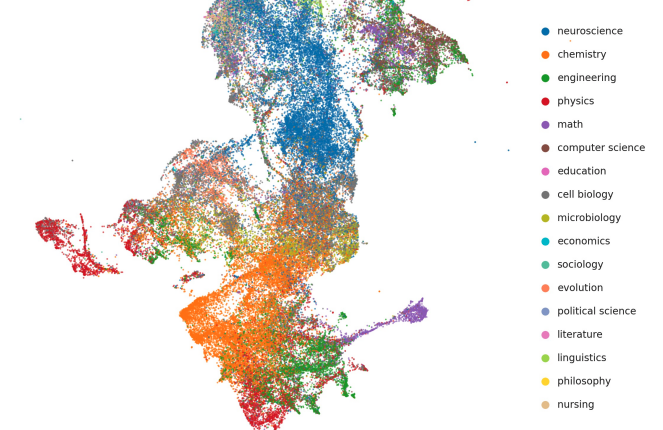 neuroscience
chemistry
engineering
physics
math
computer science
education
cell biology
microbiology
economics
sociology
evolution
political science
literature
linguistics
philosophy
nursing